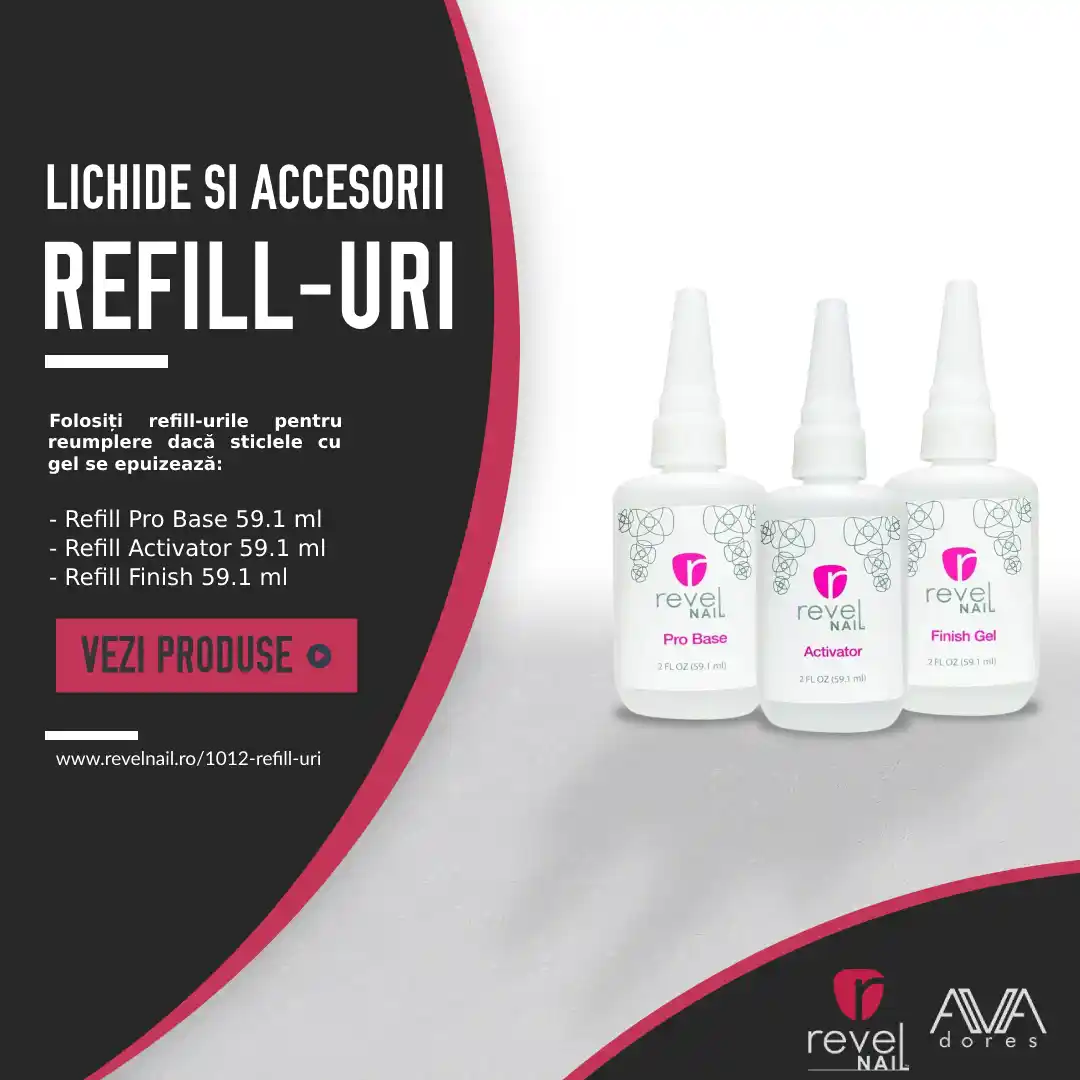 LICHIDE SI ACCESORII
REFILL-URI
Folosiți refill-urile pentru
reumplere dacă sticlele cu
gel se epuizează:
- Refill Pro Base 59.1 ml
- Refill Activator 59.1 ml
- Refill Finish 59.1 ml
VEZI PRODUSE
www.revelnail.ro/1012-refill-uri
revel
NAIL
Pro Base
2 FL OZ (59.1 ml)
revel
NAIL
Activator
2 FL OZ (59.1 ml)
revel
NAIL
Finish Gel
2 FL OZ (59.1 ml)
revel
NAIL
AVA
dores